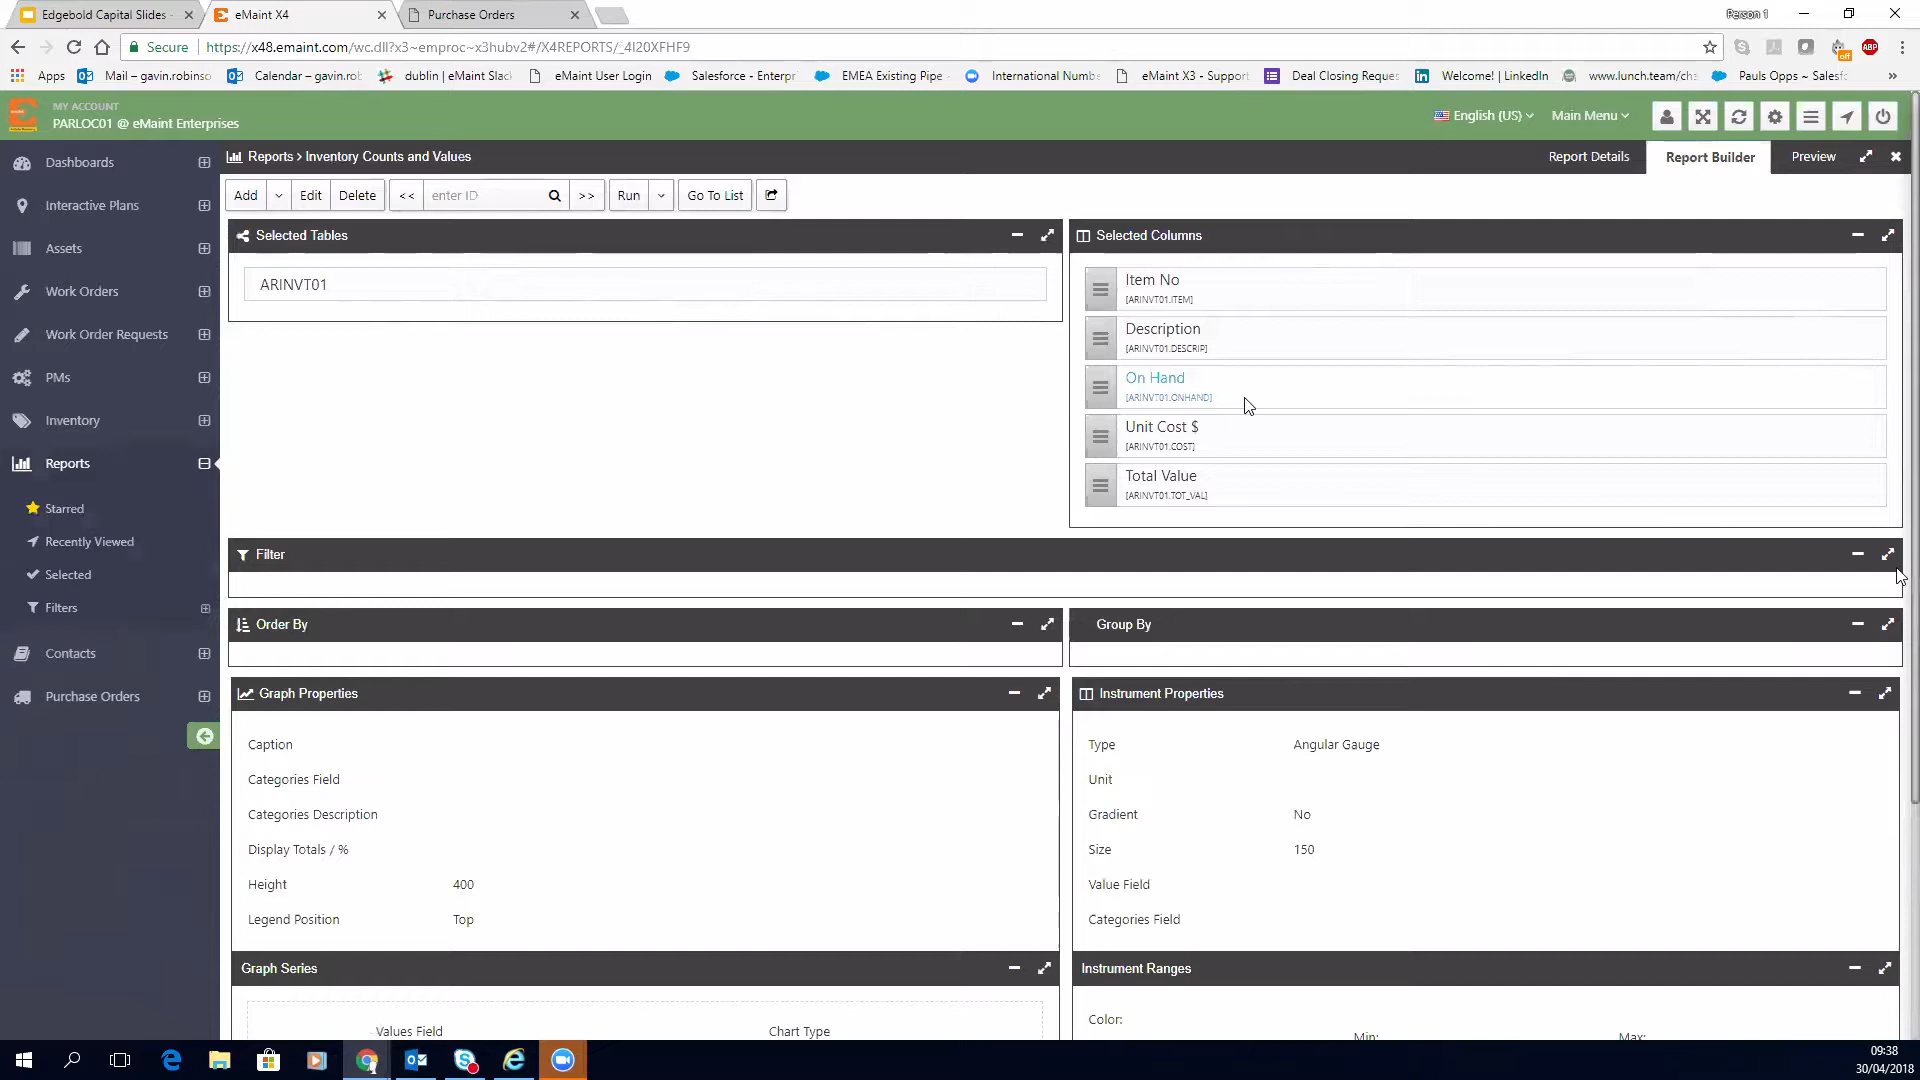 Edgebold Capital Slides -
eMaint X4
Purchase Orders
Person 1
Secure
https://x48.emaint.com/wc.dll?x3~emproc~x3hubv2#/X4REPORTS/_4I20XFHF9
ABP
off
Apps
Mail – gavin.robinso
Calendar – gavin.rob
dublin | eMaint Slac
eMaint User Login
Salesforce - Enterpr
EMEA Existing Pipe
International Numb
eMaint X3 - Support
Deal Closing Reque
Welcome! | LinkedIn
www.lunch.team/ch
Pauls Opps ~ Salesf
»
MY ACCOUNT
PARLOC01 @ eMaint Enterprises
English (US)
Main Menu
Dashboards
Interactive Plans
Assets
Work Orders
Work Order Requests
PMs
Inventory
Reports
Starred
Recently Viewed
Selected
Filters
Contacts
Purchase Orders
Reports > Inventory Counts and Values
Report Details
Report Builder
Preview
Add
Edit
Delete
<<
enter ID
>>
Run
Go To List
Selected Tables
ARINVT01
Selected Columns
Item No
[ARINVT01.ITEM]
Description
[ARINVT01.DESCRIP]
On Hand
[ARINVT01.ONHAND]
Unit Cost $
[ARINVT01.COST]
Total Value
[ARINVT01.TOT_VAL]
Filter
Order By
Group By
Graph Properties
Caption
Categories Field
Categories Description
Display Totals / %
Height 400
Legend Position Top
Instrument Properties
Type Angular Gauge
Unit
Gradient No
Size 150
Value Field
Categories Field
Graph Series
Values Field Chart Type
Instrument Ranges
Color:
Min: Max:
09:38
30/04/2018